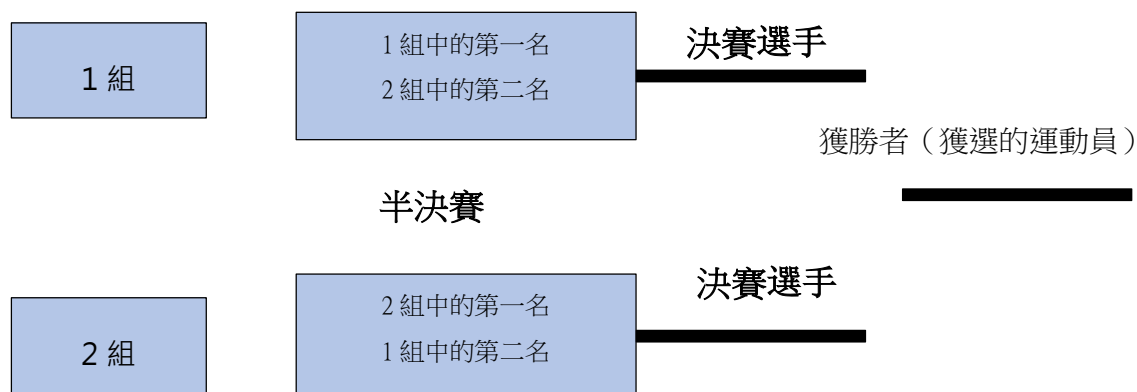 1 組
1 組中的第一名
2 組中的第二名
決賽選手
獲勝者（獲選的運動員）
半決賽
2 組
2 組中的第一名
1 組中的第二名
決賽選手